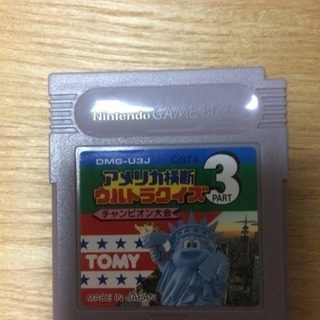 Nintendo GAME BOY
DMG-U3J ©NTV
アメリカ横断
ウルトラクイズ3
PART
チャンピオン大会
TOMY
MADE IN JAPAN